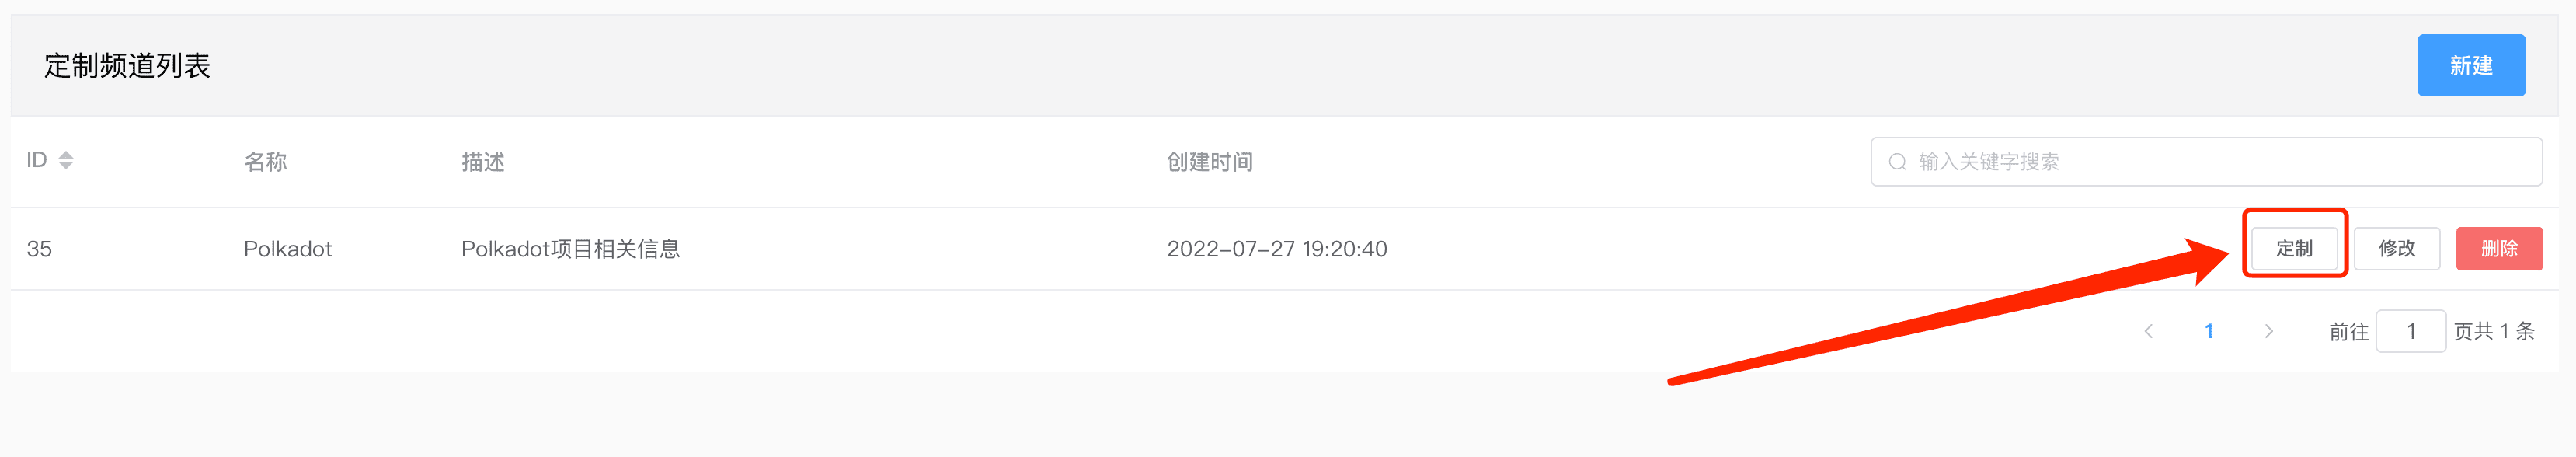 定制频道列表 新建
ID 名称 描述 创建时间 输入关键字搜索
35 Polkadot Polkadot项目相关信息 2022-07-27 19:20:40 定制 修改 删除
1 前往 1 页共 1 条